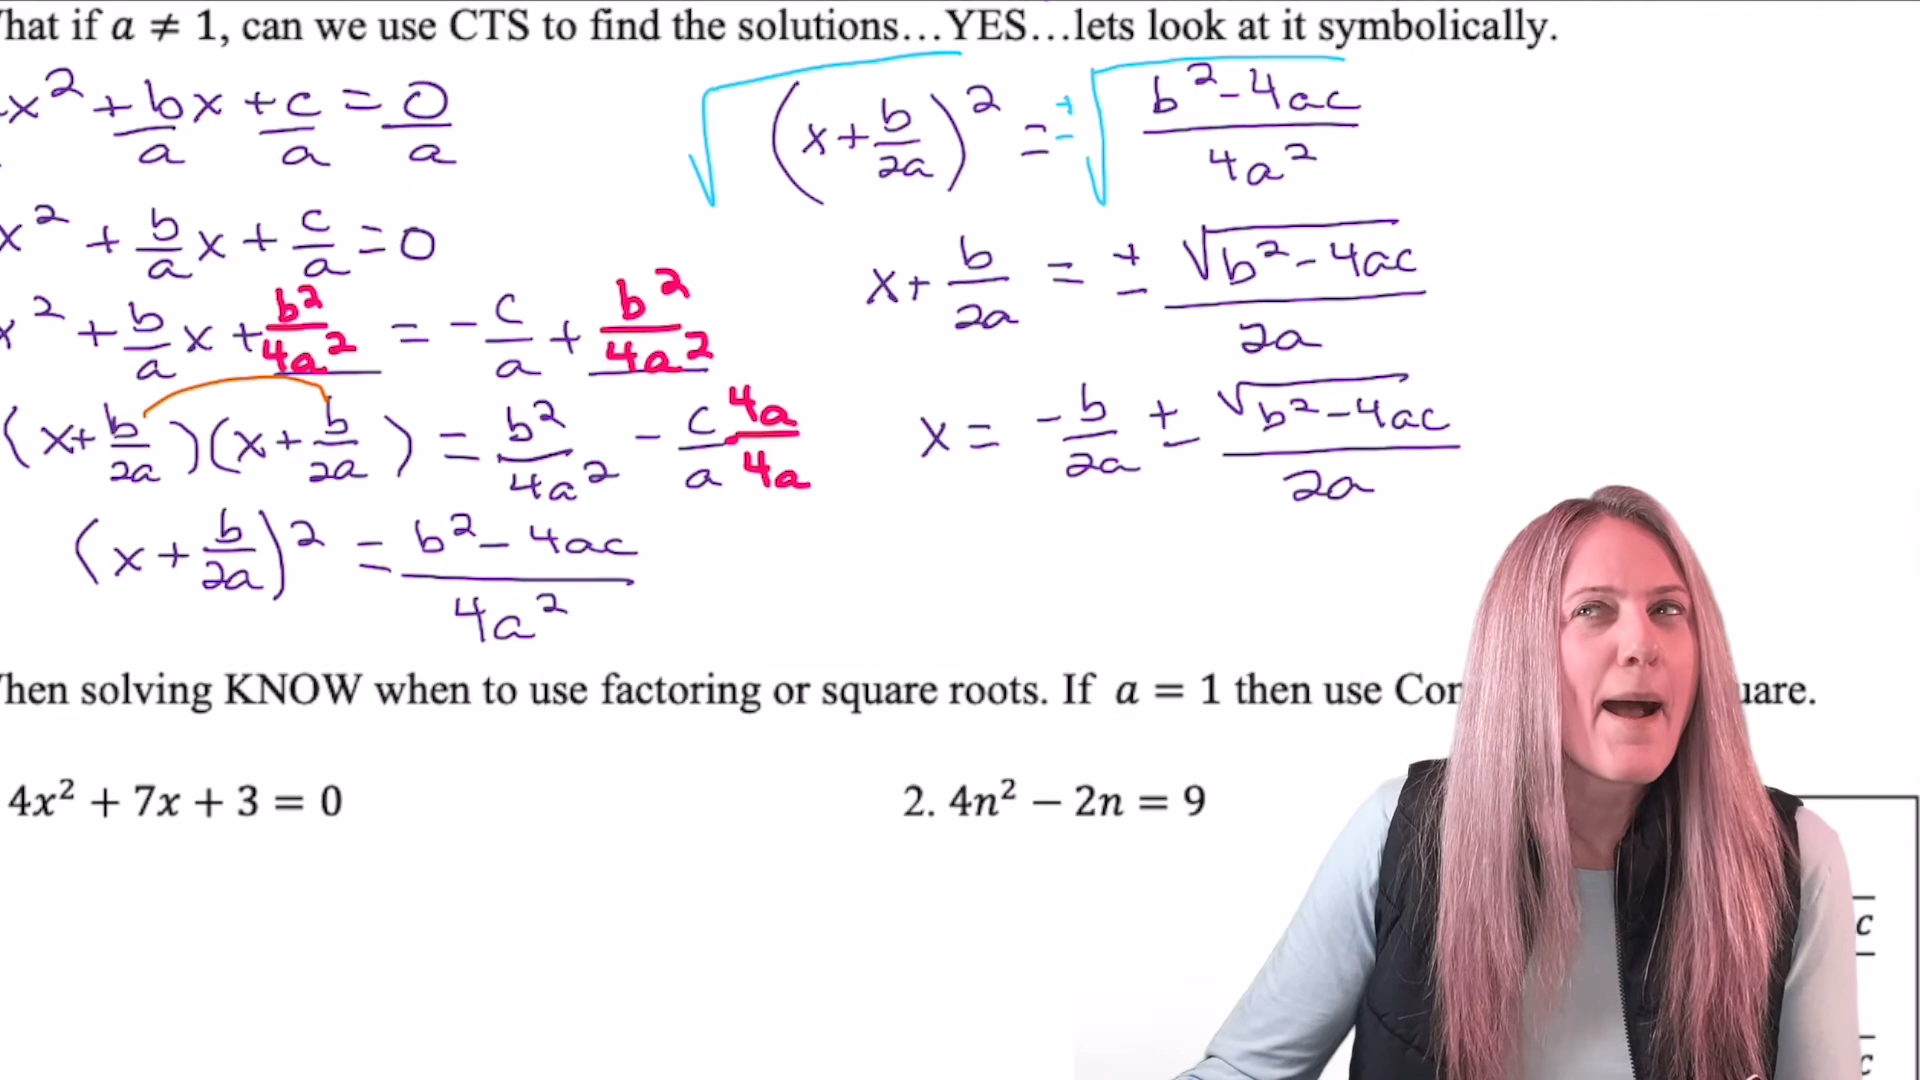 hat if a ≠ 1, can we use CTS to find the solutions…YES…lets look at it symbolically.
x² + b/a x + c/a = 0/a
x² + b/a x + c/a = 0
x² + b/a x + b²/4a² = -c/a + b²/4a²
(x + b/2a)(x + b/2a) = b²/4a² - c/a 4a/4a
(x + b/2a)² = b² - 4ac/4a²
√(x + b/2a)² = ± √b² - 4ac/4a²
x + b/2a = ± √b² - 4ac/2a
x = -b/2a ± √b² - 4ac/2a
hen solving KNOW when to use factoring or square roots. If a = 1 then use Cor uare.
4x² + 7x + 3 = 0
2. 4n² − 2n = 9
c
c